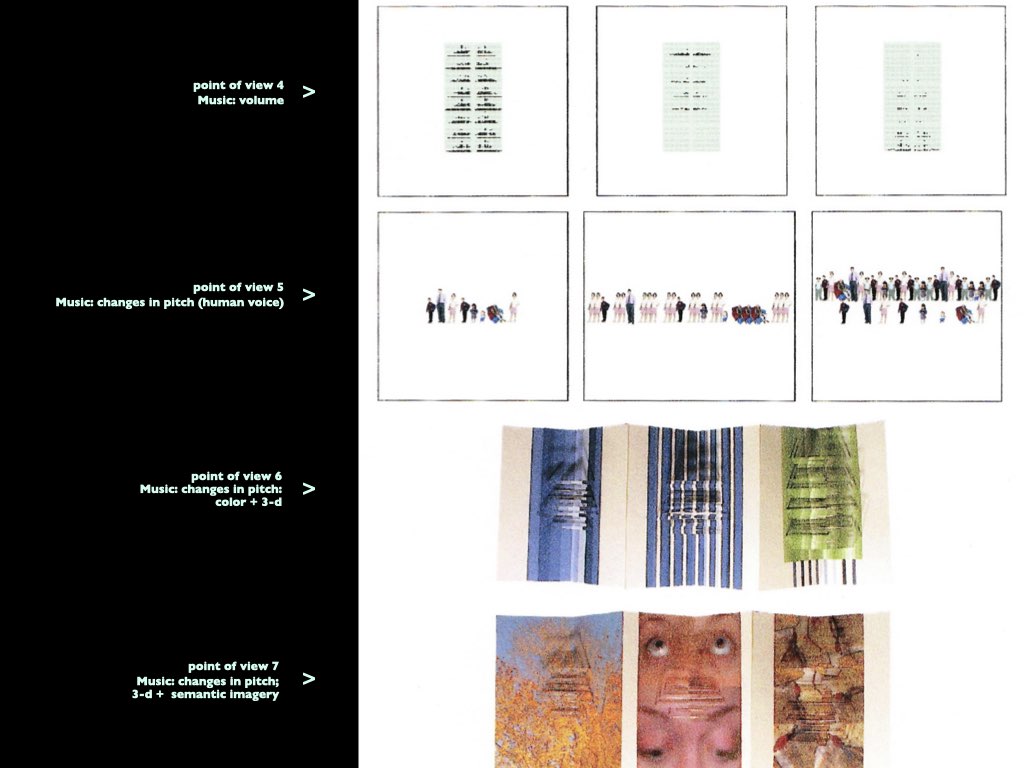 point of view 4
Music: volume
>
point of view 5
Music: changes in pitch (human voice)
>
point of view 6
Music: changes in pitch:
color + 3-d
>
point of view 7
Music: changes in pitch;
3-d + semantic imagery
>